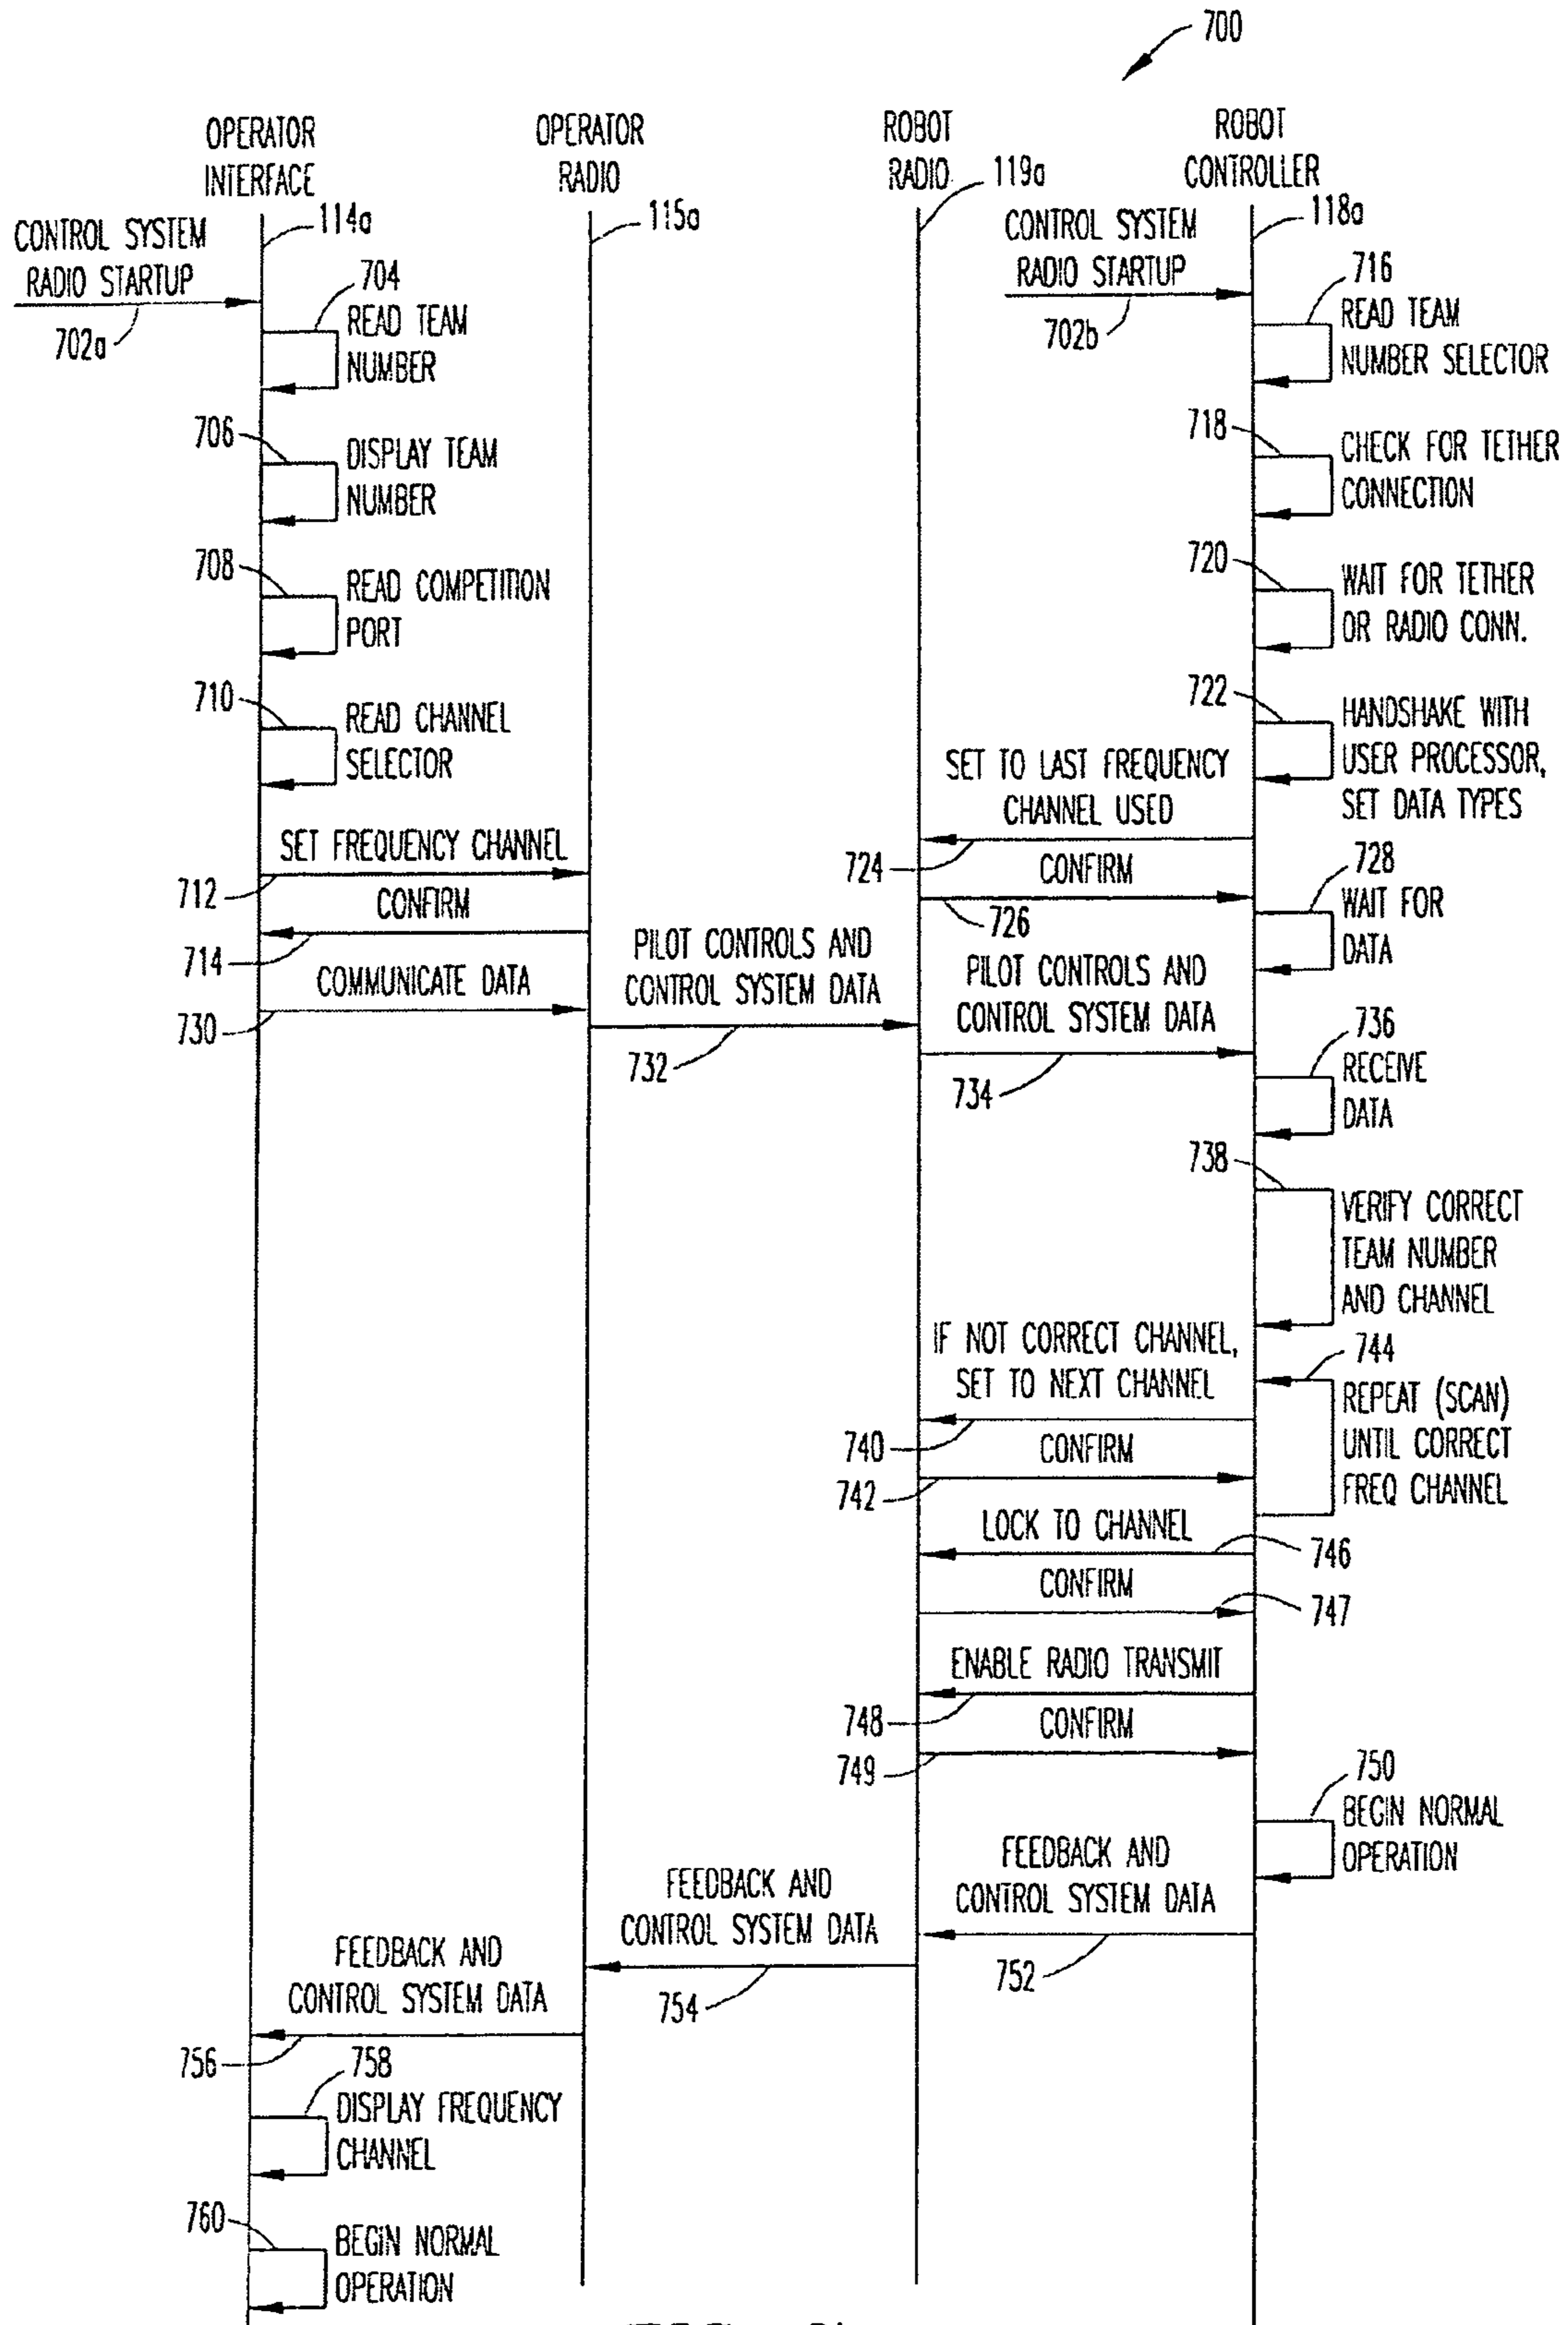 700
OPERATOR
INTERFACE
OPERATOR
RADIO
ROBOT
RADIO
ROBOT
CONTROLLER
114a
115a
119a
118a
CONTROL SYSTEM
RADIO STARTUP
702a
CONTROL SYSTEM
RADIO STARTUP
702b
704
READ TEAM
NUMBER
716
READ TEAM
NUMBER SELECTOR
706
DISPLAY TEAM
NUMBER
718
CHECK FOR TETHER
CONNECTION
708
READ COMPETITION
PORT
720
WAIT FOR TETHER
OR RADIO CONN.
710
READ CHANNEL
SELECTOR
722
HANDSHAKE WITH
USER PROCESSOR,
SET DATA TYPES
SET TO LAST FREQUENCY
CHANNEL USED
724
SET FREQUENCY CHANNEL
712
CONFIRM
726
728
WAIT FOR
DATA
CONFIRM
714
COMMUNICATE DATA
730
PILOT CONTROLS AND
CONTROL SYSTEM DATA
732
PILOT CONTROLS AND
CONTROL SYSTEM DATA
734
736
RECEIVE
DATA
738
VERIFY CORRECT
TEAM NUMBER
AND CHANNEL
IF NOT CORRECT CHANNEL,
SET TO NEXT CHANNEL
740
744
REPEAT (SCAN)
UNTIL CORRECT
FREQ CHANNEL
CONFIRM
742
LOCK TO CHANNEL
746
CONFIRM
747
ENABLE RADIO TRANSMIT
748
CONFIRM
749
750
BEGIN NORMAL
OPERATION
FEEDBACK AND
CONTROL SYSTEM DATA
752
FEEDBACK AND
CONTROL SYSTEM DATA
754
FEEDBACK AND
CONTROL SYSTEM DATA
756
758
DISPLAY FREQUENCY
CHANNEL
760
BEGIN NORMAL
OPERATION